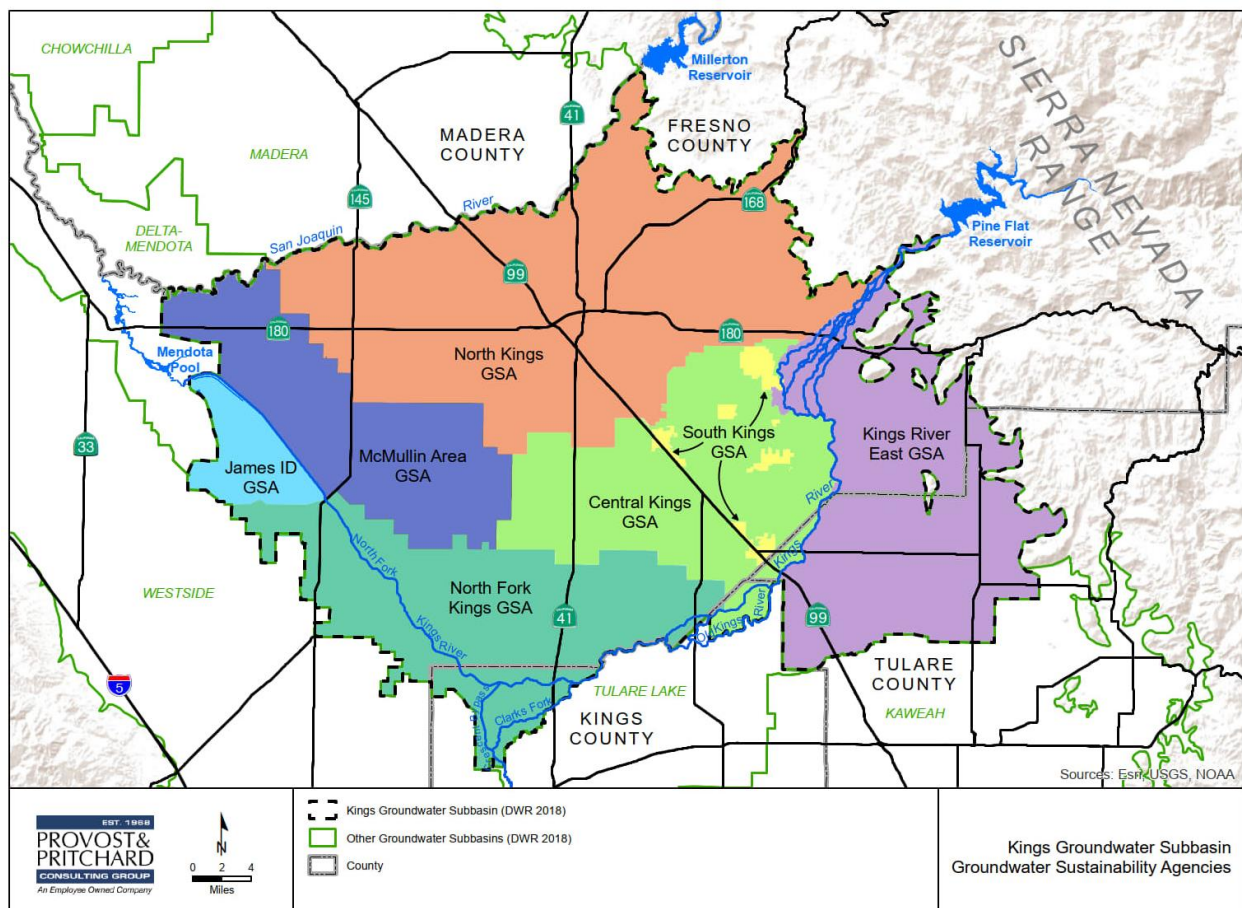 CHOWCHILLA
Millerton
Reservoir
SIERRA NEVADA
RANGE
41
MADERA
COUNTY
FRESNO
COUNTY
MADERA
145
168
River
San Joaquin
DELTA-
MENDOTA
Pine Flat
Reservoir
99
180
180
Mendota
Pool
North Kings
GSA
33
South Kings
GSA
Kings River
East GSA
McMullin Area
GSA
James ID
GSA
Central Kings
GSA
River
Kings
North Fork
Kings River
North Fork
Kings GSA
WESTSIDE
41
Old Kings
River
99
TULARE
COUNTY
5
TULARE LAKE
KINGS
COUNTY
KAWEAH
Clarks Fork
Crescent Bypass
Sources: Esri, USGS, NOAA
EST. 1968
PROVOST&
PRITCHARD
CONSULTING GROUP
An Employee Owned Company
N
0 2 4
Miles
Kings Groundwater Subbasin (DWR 2018)
Other Groundwater Subbasins (DWR 2018)
County
Kings Groundwater Subbasin
Groundwater Sustainability Agencies